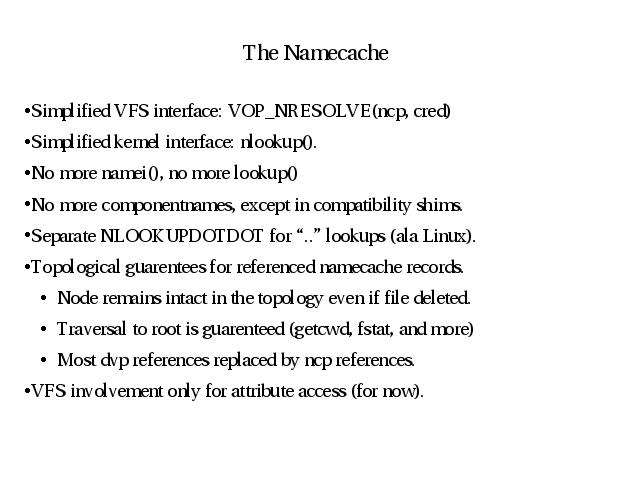 The Namecache
•Simplified VFS interface: VOP_NRESOLVE(ncp, cred)
•Simplified kernel interface: nlookup().
•No more namei(), no more lookup()
•No more componentnames, except in compatibility shims.
•Separate NLOOKUPDOTDOT for “..” lookups (ala Linux).
•Topological guarentees for referenced namecache records.
• Node remains intact in the topology even if file deleted.
• Traversal to root is guarenteed (getcwd, fstat, and more)
• Most dvp references replaced by ncp references.
•VFS involvement only for attribute access (for now).